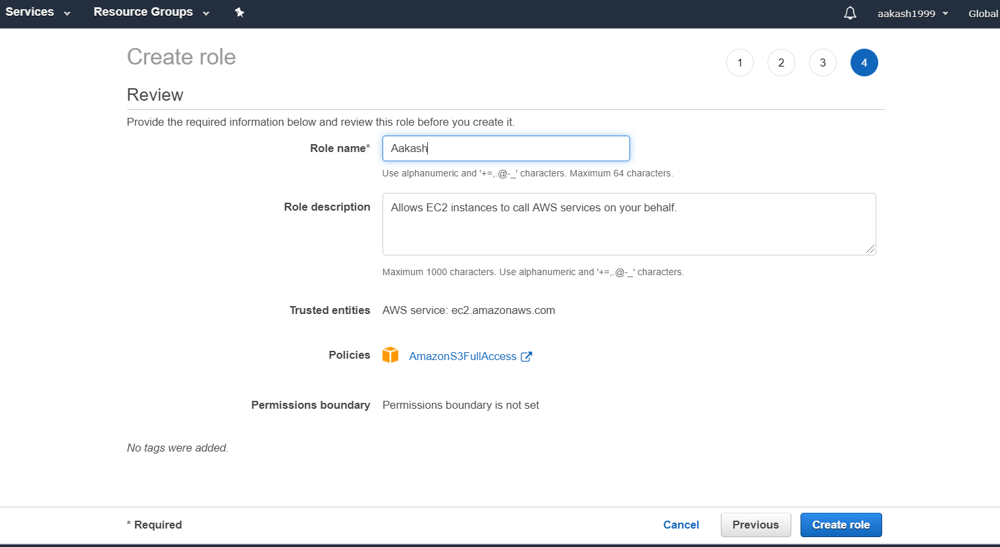 Services Resource Groups aakash1999 Global
Create role 1 2 3 4
Review
Provide the required information below and review this role before you create it.
Role name* Aakash
Use alphanumeric and '+=,.@-_' characters. Maximum 64 characters.
Role description Allows EC2 instances to call AWS services on your behalf.
Maximum 1000 characters. Use alphanumeric and '+=,.@-_' characters.
Trusted entities AWS service: ec2.amazonaws.com
Policies AmazonS3FullAccess
Permissions boundary Permissions boundary is not set
No tags were added.
* Required Cancel Previous Create role